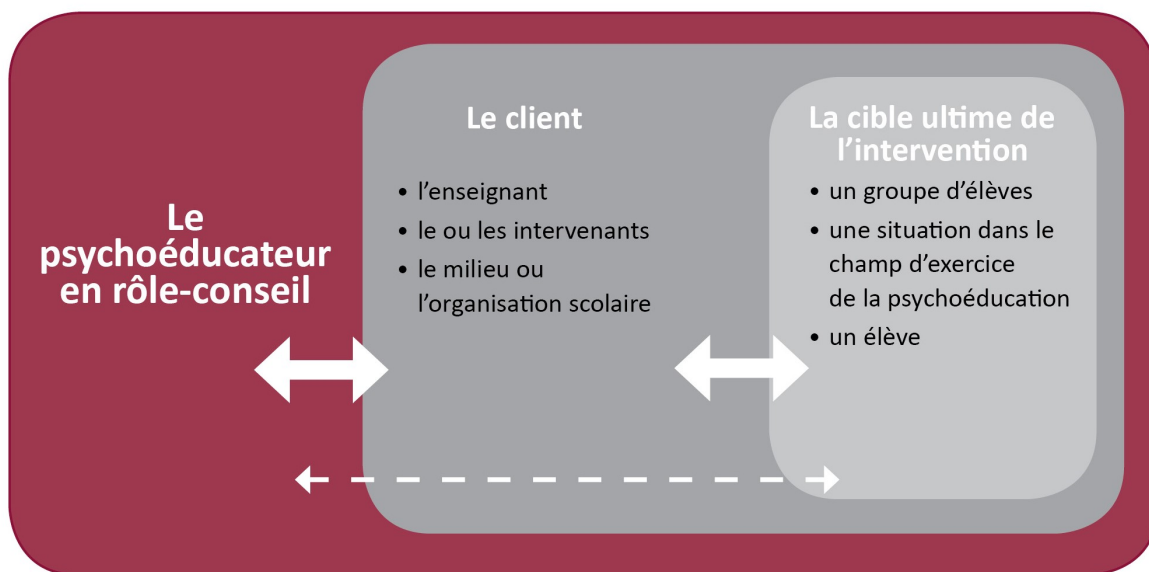 Le
psychoéducateur
en rôle-conseil
Le client
• l'enseignant
• le ou les intervenants
• le milieu ou
l'organisation scolaire
La cible ultime de
l'intervention
• un groupe d'élèves
• une situation dans le
champ d'exercice
de la psychoéducation
• un élève